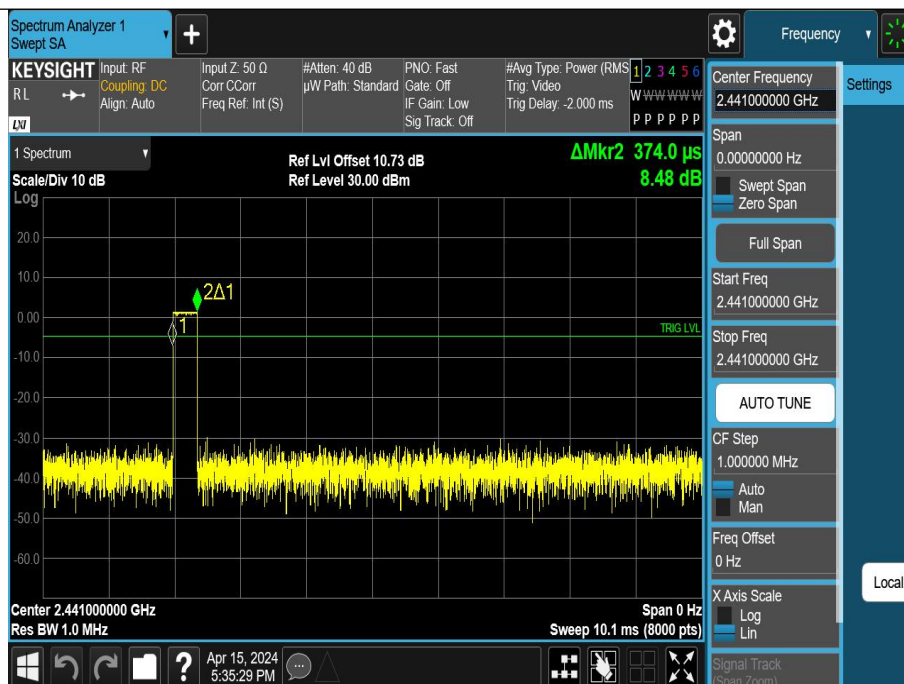 Spectrum Analyzer 1
Swept SA
+
Frequency
KEYSIGHT
R L
LXI
Input: RF
Coupling: DC
Align: Auto
Input Z: 50 Ω
Corr CCorr
Freq Ref: Int (S)
#Atten: 40 dB
µW Path: Standard
PNO: Fast
Gate: Off
IF Gain: Low
Sig Track: Off
#Avg Type: Power (RMS
Trig: Video
Trig Delay: -2.000 ms
1 2 3 4 5 6
W W W W W W
P P P P P P
1 Spectrum
Scale/Div 10 dB
Log
Ref Lvl Offset 10.73 dB
Ref Level 30.00 dBm
ΔMkr2 374.0 µs
8.48 dB
20.0
10.0
0.00
-10.0
-20.0
-30.0
-40.0
-50.0
-60.0
2Δ1
1
TRIG LVL
Center 2.441000000 GHz
Res BW 1.0 MHz
Span 0 Hz
Sweep 10.1 ms (8000 pts)
Center Frequency
2.441000000 GHz
Span
0.00000000 Hz
Swept Span
Zero Span
Full Span
Start Freq
2.441000000 GHz
Stop Freq
2.441000000 GHz
AUTO TUNE
CF Step
1.000000 MHz
Auto
Man
Freq Offset
0 Hz
X Axis Scale
Log
Lin
Signal Track
(Span Zoom)
Settings
Local
?
Apr 15, 2024
5:35:29 PM